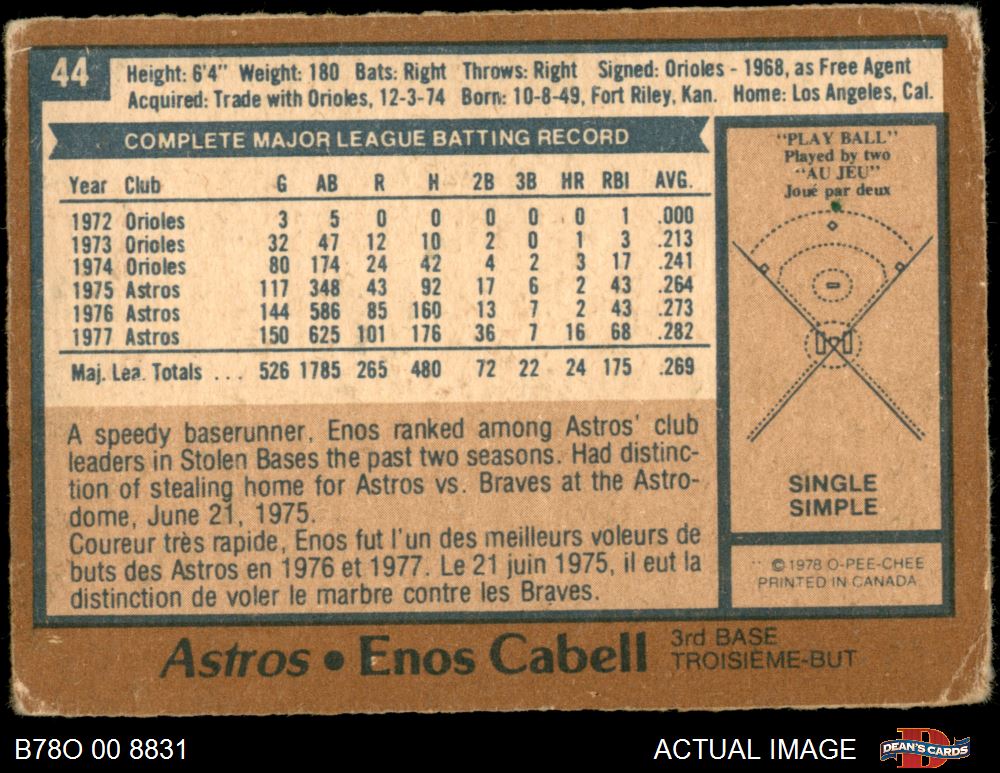 44
Height: 6'4" Weight: 180 Bats: Right Throws: Right Signed: Orioles - 1968, as Free Agent
Acquired: Trade with Orioles, 12-3-74 Born: 10-8-49, Fort Riley, Kan. Home: Los Angeles, Cal.
COMPLETE MAJOR LEAGUE BATTING RECORD
Year Club G AB R H 2B 3B HR RBI AVG.
1972 Orioles 3 5 0 0 0 0 0 1 .000
1973 Orioles 32 47 12 10 2 0 1 3 .213
1974 Orioles 80 174 24 42 4 2 3 17 .241
1975 Astros 117 348 43 92 17 6 2 43 .264
1976 Astros 144 586 85 160 13 7 2 43 .273
1977 Astros 150 625 101 176 36 7 16 68 .282
Maj. Lea. Totals ... 526 1785 265 480 72 22 24 175 .269
A speedy baserunner, Enos ranked among Astros' club
leaders in Stolen Bases the past two seasons. Had distinc-
tion of stealing home for Astros vs. Braves at the Astro-
dome, June 21, 1975.
Coureur très rapide, Enos fut l'un des meilleurs voleurs de
buts des Astros en 1976 et 1977. Le 21 juin 1975, il eut la
distinction de voler le marbre contre les Braves.
"PLAY BALL"
Played by two
"AU JEU"
Joué par deux
SINGLE
SIMPLE
© 1978 O-PEE-CHEE
PRINTED IN CANADA
Astros • Enos Cabell
3rd BASE
TROISIEME-BUT
B78O 00 8831
ACTUAL IMAGE
DEAN'S CARDS